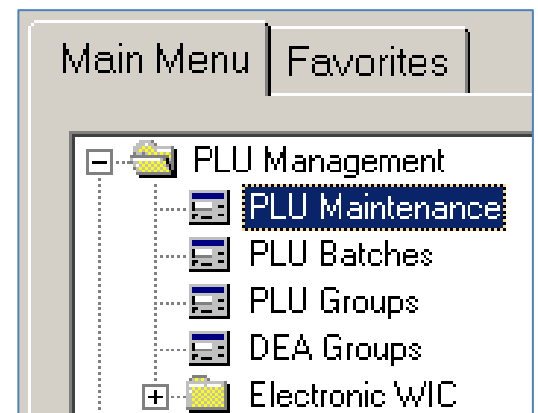 Main Menu Favorites
PLU Management
PLU Maintenance
PLU Batches
PLU Groups
DEA Groups
Electronic WIC